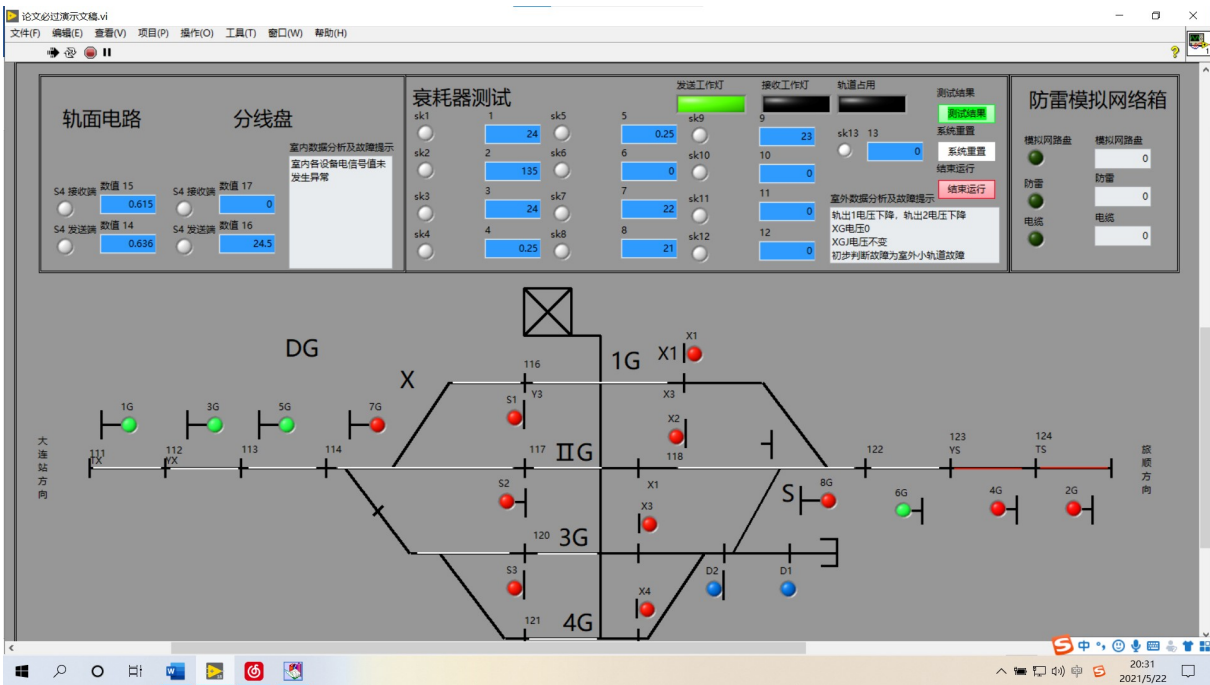 论文必过演示文稿.vi
文件(F) 编辑(E) 查看(V) 项目(P) 操作(O) 工具(T) 窗口(W) 帮助(H)
轨面电路 分线盘
室内数据分析及故障提示
室内各设备电信号值未
发生异常
S4 接收端 数值 15 0.615 S4 接收端 数值 17 0
S4 发送端 数值 14 0.636 S4 发送端 数值 16 24.5
衰耗器测试
发送工作灯 接收工作灯 轨道占用
sk1 1 24 sk5 5 0.25 sk9 9 23
sk2 2 135 sk6 6 0 sk10 10 0
sk3 3 24 sk7 7 22 sk11 11 0
sk4 4 0.25 sk8 8 21 sk12 12 0
sk13 13 0
测试结果
测试结果
系统重置
系统重置
结束运行
结束运行
室外数据分析及故障提示
轨出1电压下降，轨出2电压下降
XG电压0
XGJ电压不变
初步判断故障为室外小轨道故障
防雷模拟网络箱
模拟网路盘 模拟网路盘 0
防雷 防雷 0
电缆 电缆 0
DG
X
116
1G
X1
X1
S1
Y3
X3
1G 3G 5G 7G
X2
大连站方向
111 112 113 114
TX YX
117
IIG
118
X1
122
123
YS
124
TS
旅顺方向
S2
X3
S
8G
6G
4G
2G
120
3G
S3
X4
D2
D1
121
4G
中
中
20:31
2021/5/22